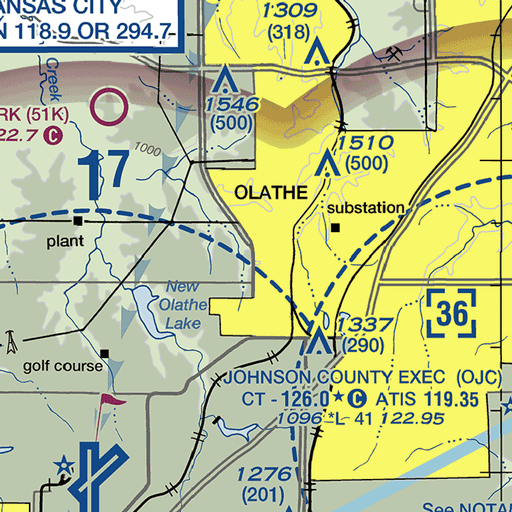 ANSAS CITY
N 118.9 OR 294.7
1309
(318)
Creek
1546
(500)
RK (51K)
22.7 C
1000
1510
(500)
17
OLATHE
substation
plant
New
Olathe
Lake
36
1337
(290)
golf course
JOHNSON COUNTY EXEC (OJC)
CT - 126.0 * C ATIS 119.35
1096 *L 41 122.95
1276
(201)
See NOTA